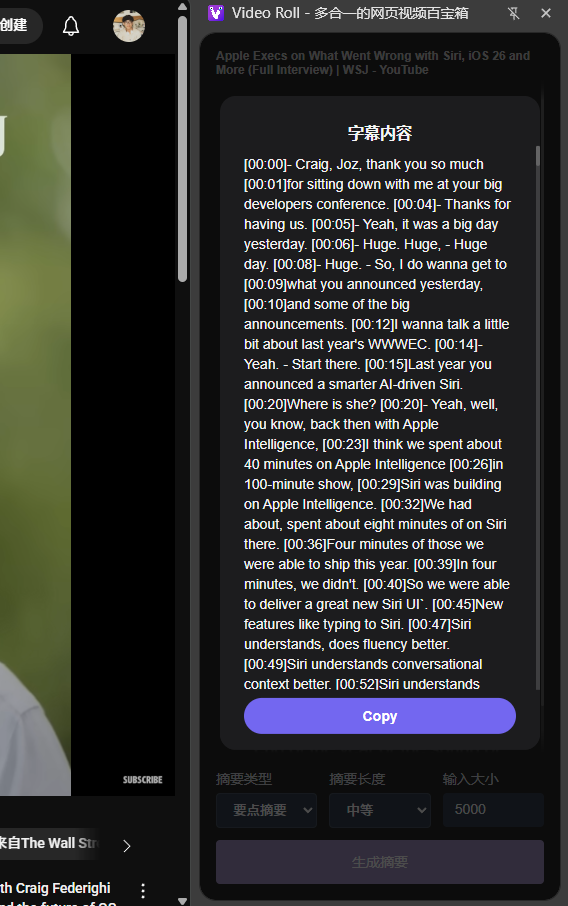 创建
Video Roll - 多合一的网页视频百宝箱
Apple Execs on What Went Wrong with Siri, iOS 26 and
More (Full Interview) | WSJ - YouTube
字幕内容
[00:00]- Craig, Joz, thank you so much
[00:01]for sitting down with me at your big
developers conference. [00:04]- Thanks for
having us. [00:05]- Yeah, it was a big day
yesterday. [00:06]- Huge. Huge, - Huge
day. [00:08]- Huge. - So, I do wanna get to
[00:09]what you announced yesterday,
[00:10]and some of the big
announcements. [00:12]I wanna talk a little
bit about last year's WWWEC. [00:14]-
Yeah. - Start there. [00:15]Last year you
announced a smarter AI-driven Siri.
[00:20]Where is she? [00:20]- Yeah, well,
you know, back then with Apple
Intelligence, [00:23]I think we spent about
40 minutes on Apple Intelligence [00:26]in
100-minute show, [00:29]Siri was building
on Apple Intelligence. [00:32]We had
about, spent about eight minutes of on Siri
there. [00:36]Four minutes of those we
were able to ship this year. [00:39]In four
minutes, we didn't. [00:40]So we were able
to deliver a great new Siri UI`. [00:45]New
features like typing to Siri. [00:47]Siri
understands, does fluency better.
[00:49]Siri understands conversational
context better. [00:52]Siri understands
Copy
SUBSCRIBE
摘要类型 摘要长度 输入大小
要点摘要 中等 5000
生成摘要
来自The Wall Str
th Craig Federighi